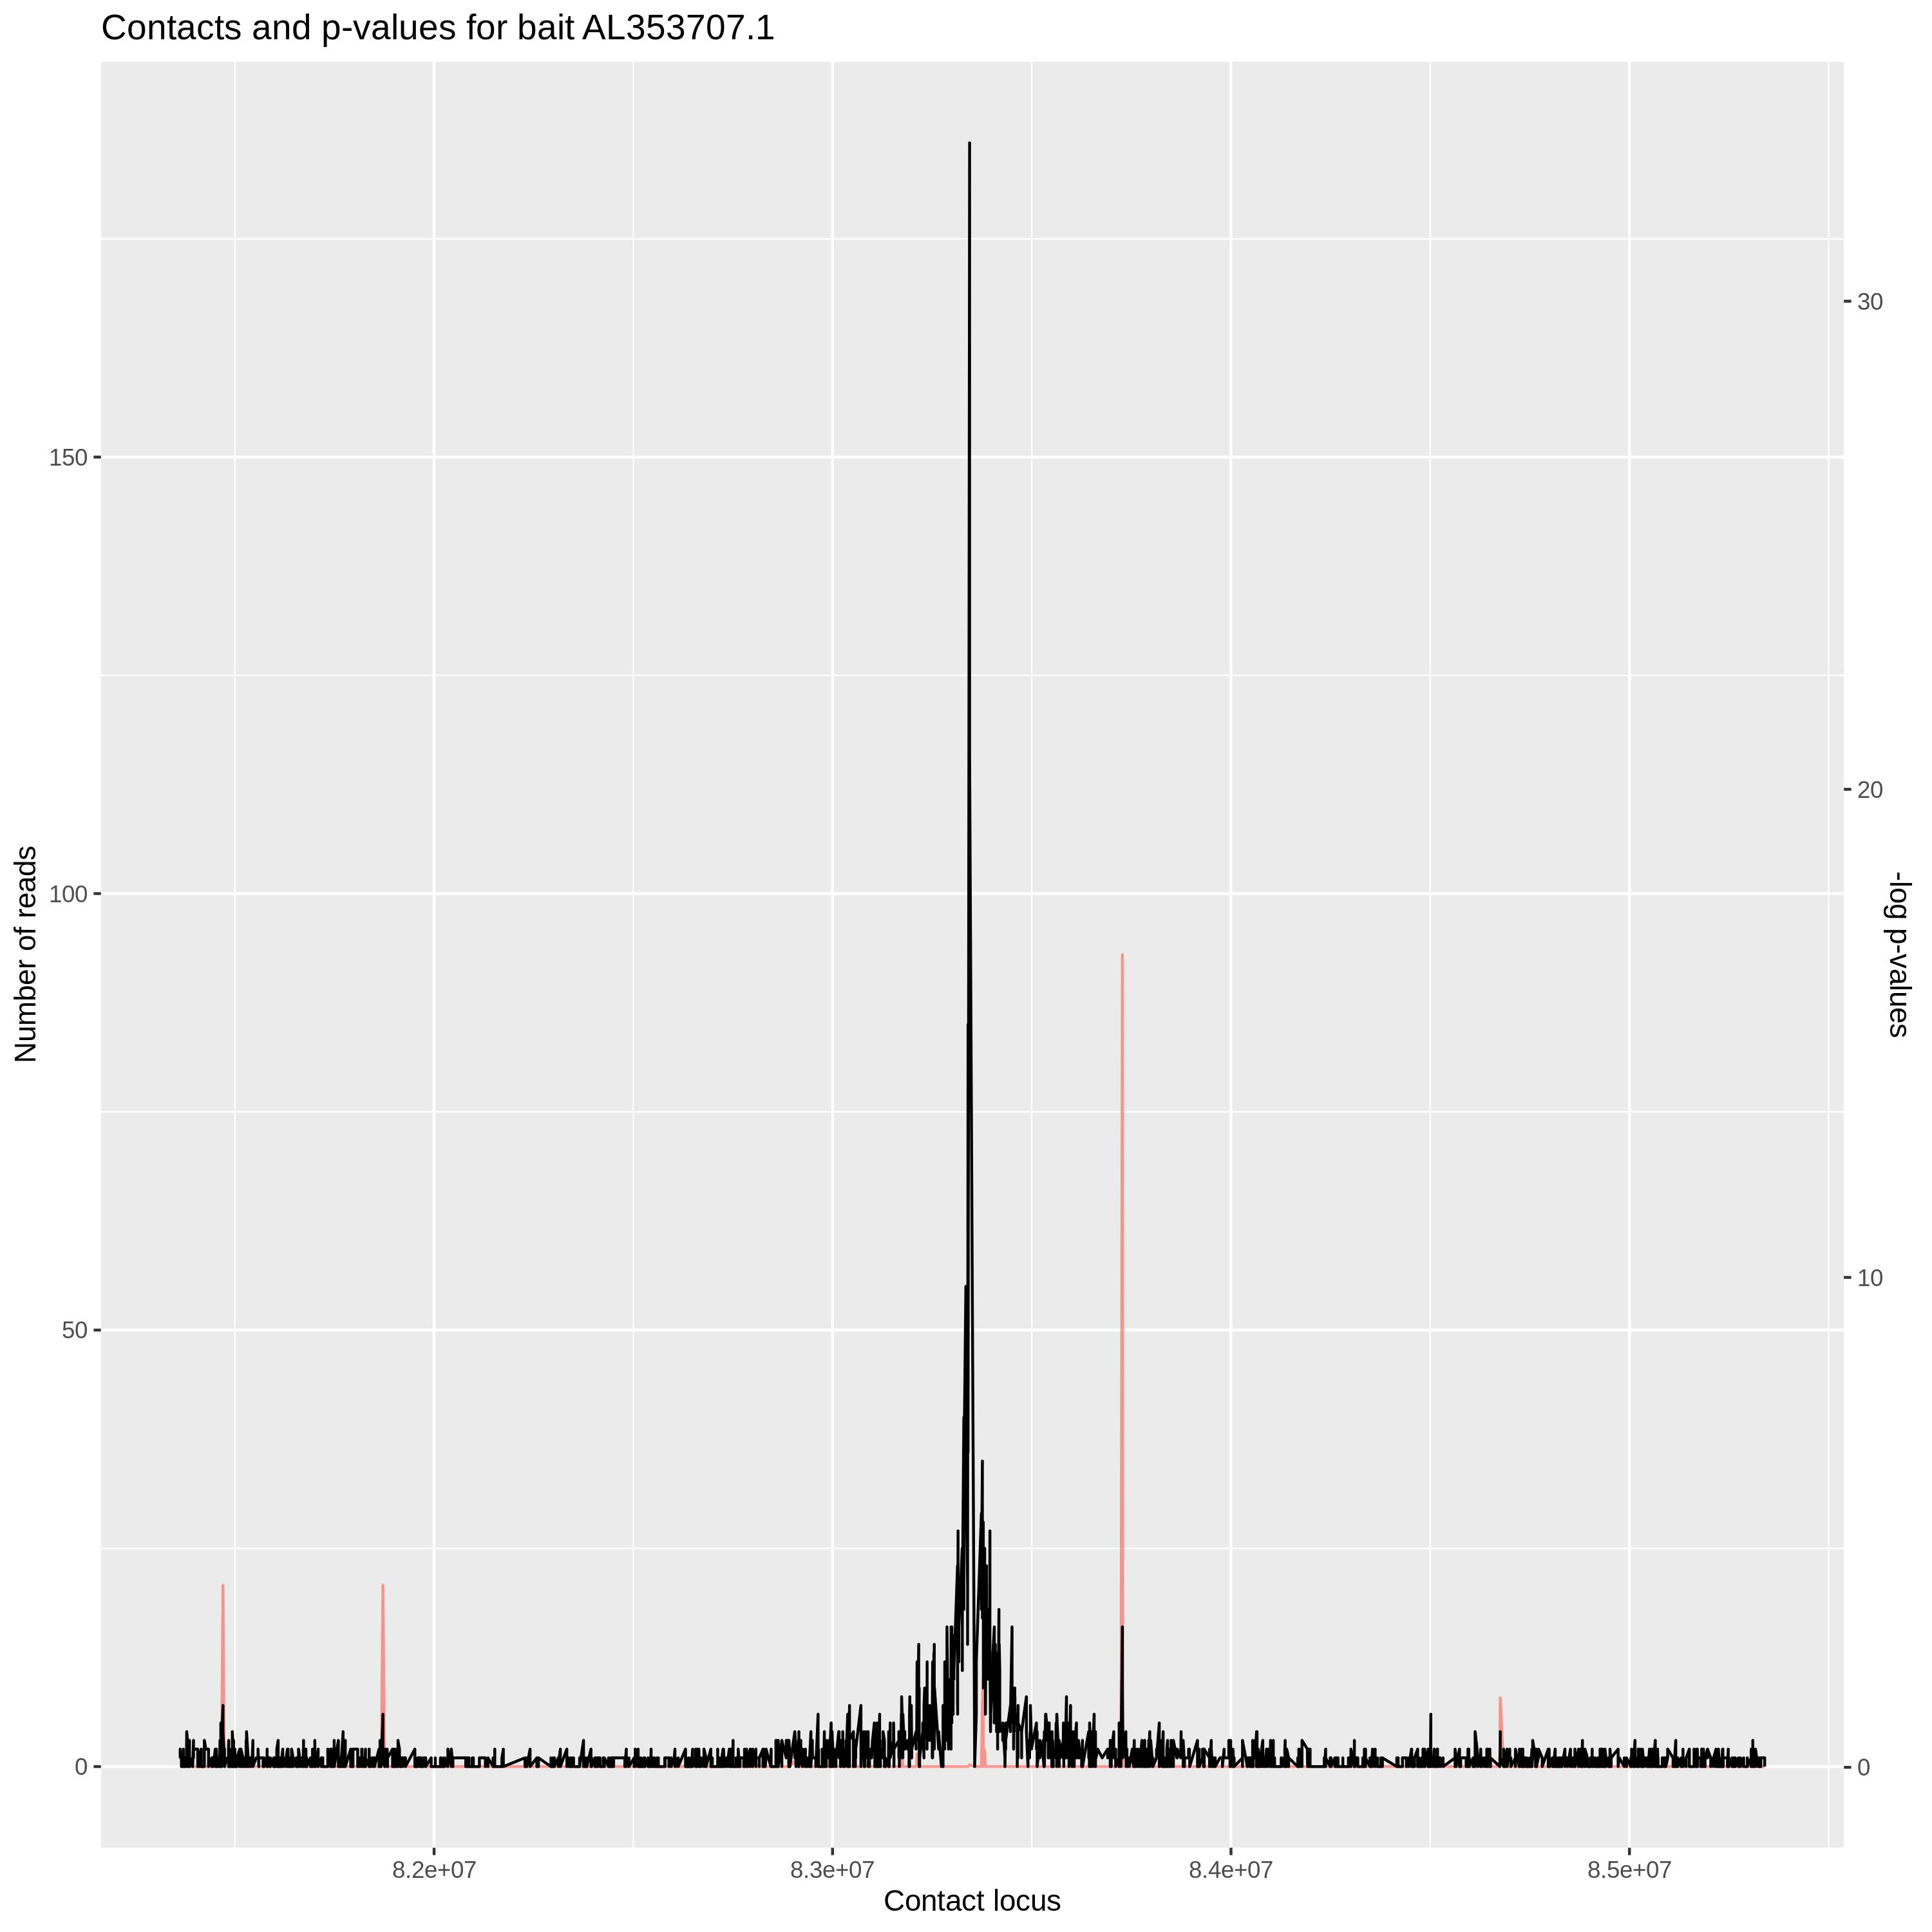 Contacts and p-values for bait AL353707.1
150
100
50
0
30
20
10
0
Number of reads
-log p-values
8.2e+07
8.3e+07
8.4e+07
8.5e+07
Contact locus